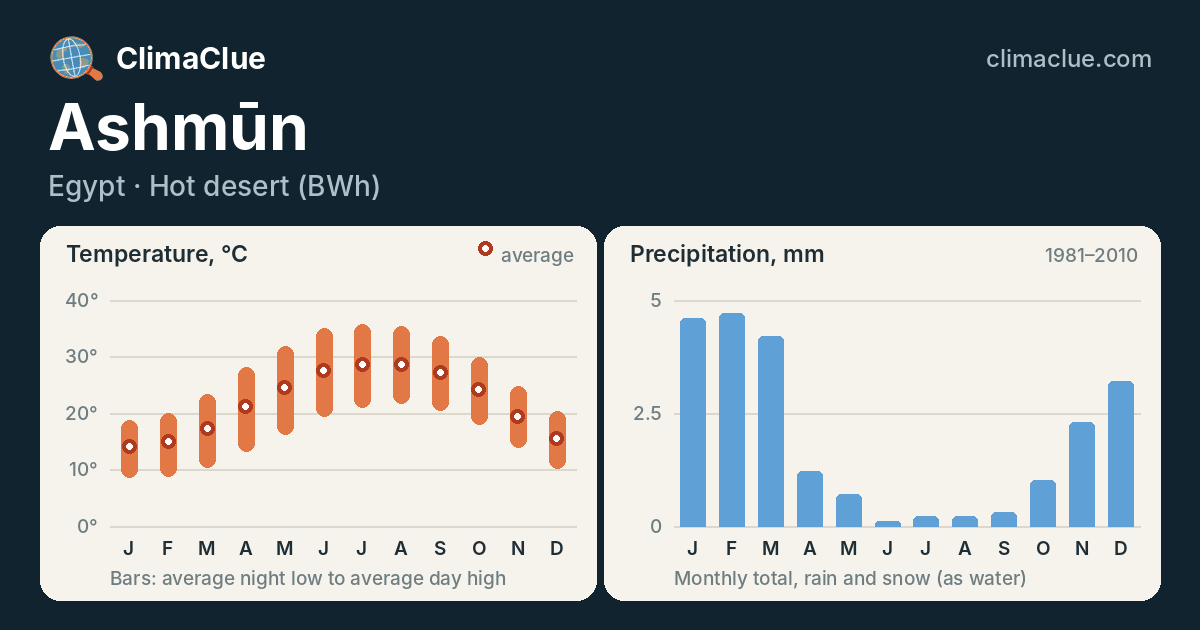 ClimaClue
climaclue.com
Ashmūn
Egypt · Hot desert (BWh)
Temperature, °C
average
40°
30°
20°
10°
0°
J F M A M J J A S O N D
Bars: average night low to average day high
Precipitation, mm
1981–2010
5
2.5
0
J F M A M J J A S O N D
Monthly total, rain and snow (as water)